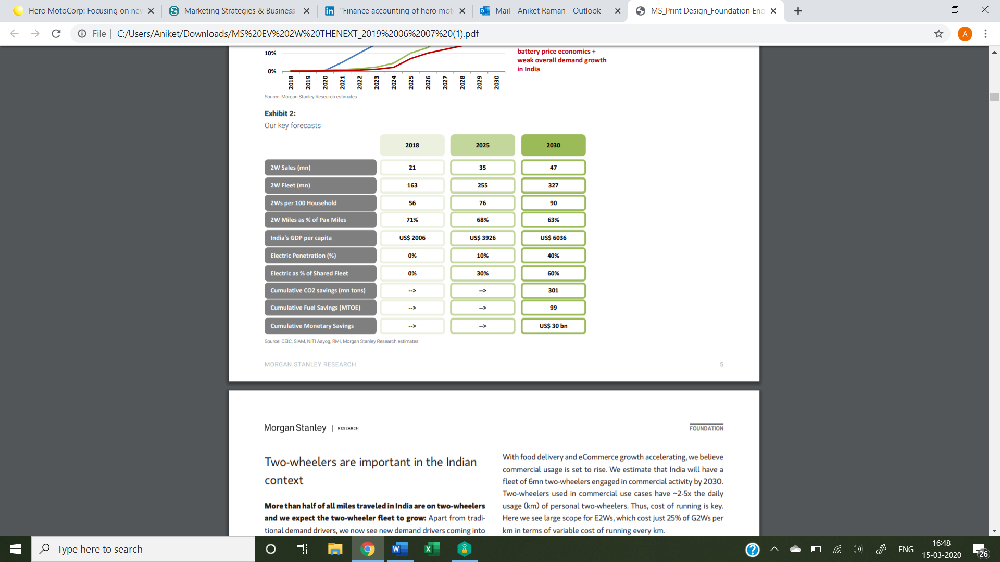 Hero MotoCorp: Focusing on nev
Marketing Strategies & Business
"Finance accounting of hero mot
Mail - Aniket Raman - Outlook
MS_Print Design_Foundation Eng
File | C:/Users/Aniket/Downloads/MS%20EV%202W%20THENEXT_2019%2006%2007%20(1).pdf
A
10%
0%
2018 2019 2020 2021 2022 2023 2024 2025 2026 2027 2028 2029 2030
battery price economics +
weak overall demand growth
in India
Source: Morgan Stanley Research estimates
Exhibit 2:
Our key forecasts
2018 2025 2030
2W Sales (mn) 21 35 47
2W Fleet (mn) 163 255 327
2Ws per 100 Household 56 76 90
2W Miles as % of Pax Miles 71% 68% 63%
India's GDP per capita US$ 2006 US$ 3926 US$ 6036
Electric Penetration (%) 0% 10% 40%
Electric as % of Shared Fleet 0% 30% 60%
Cumulative CO2 savings (mn tons) --> --> 301
Cumulative Fuel Savings (MTOE) --> --> 99
Cumulative Monetary Savings --> --> US$ 30 bn
Source: CEIC, SIAM, NITI Aayog, RMI, Morgan Stanley Research estimates
MORGAN STANLEY RESEARCH 5
Morgan Stanley | RESEARCH
FOUNDATION
Two-wheelers are important in the Indian
context
More than half of all miles traveled in India are on two-wheelers
and we expect the two-wheeler fleet to grow: Apart from tradi-
tional demand drivers, we now see new demand drivers coming into
With food delivery and eCommerce growth accelerating, we believe
commercial usage is set to rise. We estimate that India will have a
fleet of 6mn two-wheelers engaged in commercial activity by 2030.
Two-wheelers used in commercial use cases have ~2-5x the daily
usage (km) of personal two-wheelers. Thus, cost of running is key.
Here we see large scope for E2Ws, which cost just 25% of G2Ws per
km in terms of variable cost of running every km.
Type here to search
ENG
16:48
15-03-2020
26